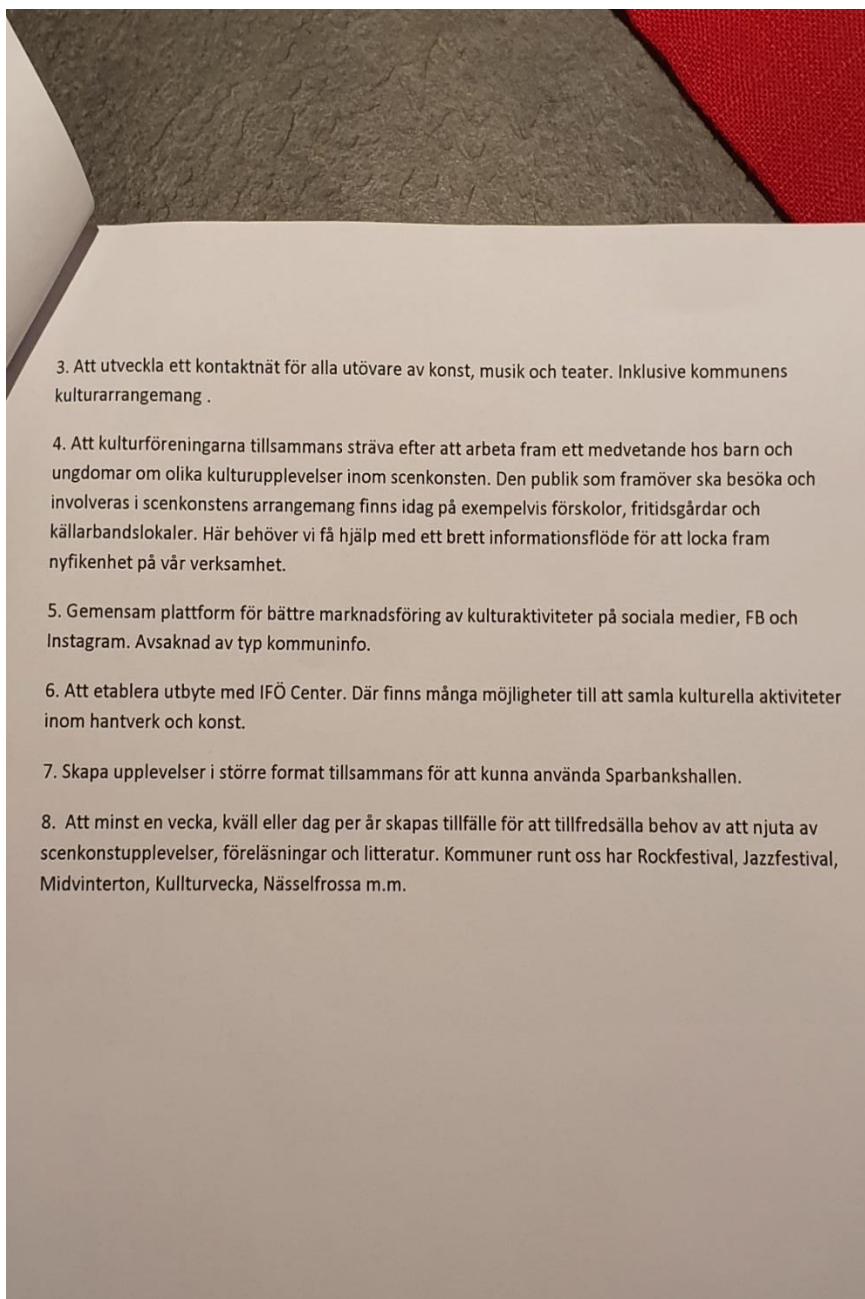 3. Att utveckla ett kontaktnät för alla utövare av konst, musik och teater. Inklusive kommunens
kulturarrangemang .
4. Att kulturföreningarna tillsammans sträva efter att arbeta fram ett medvetande hos barn och
ungdomar om olika kulturupplevelser inom scenkonsten. Den publik som framöver ska besöka och
involveras i scenkonstens arrangemang finns idag på exempelvis förskolor, fritidsgårdar och
källarbandslokaler. Här behöver vi få hjälp med ett brett informationsflöde för att locka fram
nyfikenhet på vår verksamhet.
5. Gemensam plattform för bättre marknadsföring av kulturaktiviteter på sociala medier, FB och
Instagram. Avsaknad av typ kommuninfo.
6. Att etablera utbyte med IFÖ Center. Där finns många möjligheter till att samla kulturella aktiviteter
inom hantverk och konst.
7. Skapa upplevelser i större format tillsammans för att kunna använda Sparbankshallen.
8.  Att minst en vecka, kväll eller dag per år skapas tillfälle för att tillfredsälla behov av att njuta av
scenkonstupplevelser, föreläsningar och litteratur. Kommuner runt oss har Rockfestival, Jazzfestival,
Midvinterton, Kullturvecka, Nässelfrossa m.m.